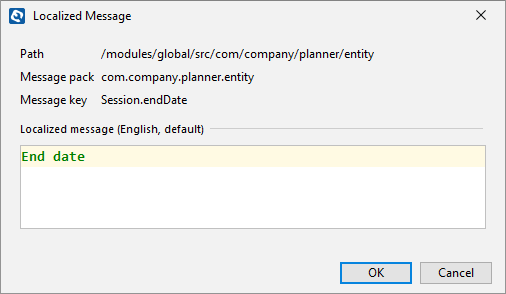 Localized Message
Path /modules/global/src/com/company/planner/entity
Message pack com.company.planner.entity
Message key Session.endDate
Localized message (English, default)
End date
OK Cancel